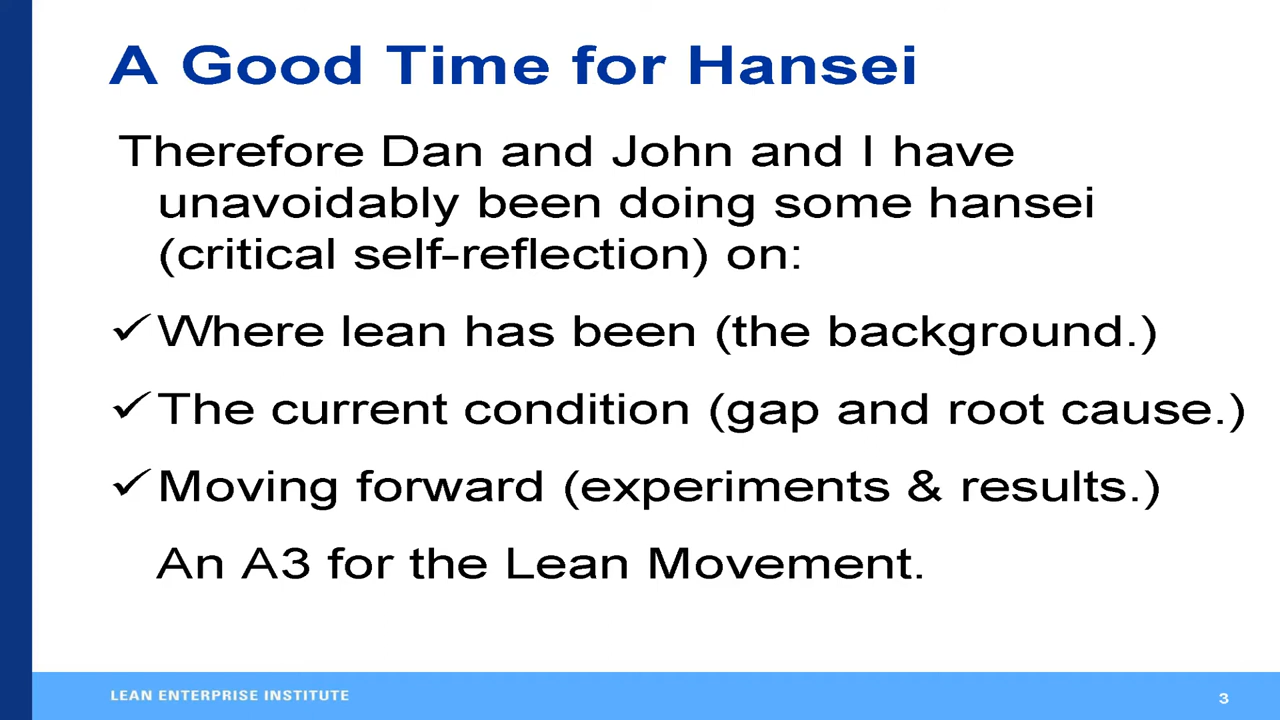 A Good Time for Hansei
Therefore Dan and John and I have
unavoidably been doing some hansei
(critical self-reflection) on:
✓Where lean has been (the background.)
✓The current condition (gap and root cause.)
✓Moving forward (experiments & results.)
An A3 for the Lean Movement.
LEAN ENTERPRISE INSTITUTE
3